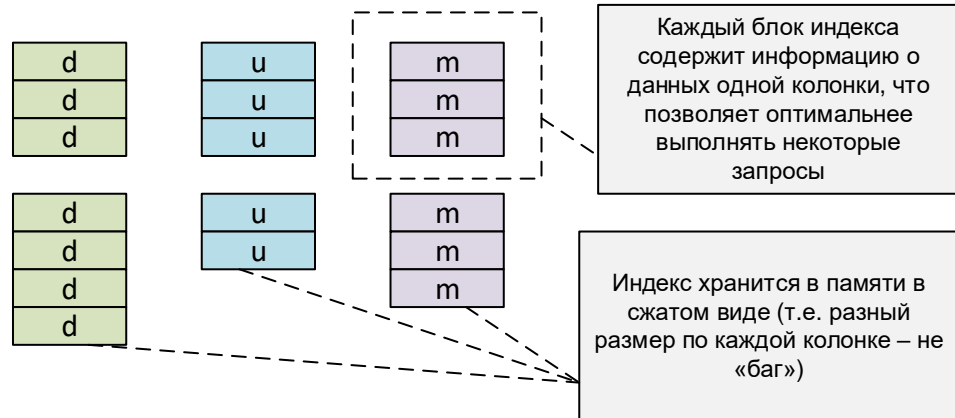 d u m
d u m
d u m
Каждый блок индекса
содержит информацию о
данных одной колонки, что
позволяет оптимальнее
выполнять некоторые
запросы
d u m
d u m
d m
d
Индекс хранится в памяти в
сжатом виде (т.е. разный
размер по каждой колонке – не
«баг»)